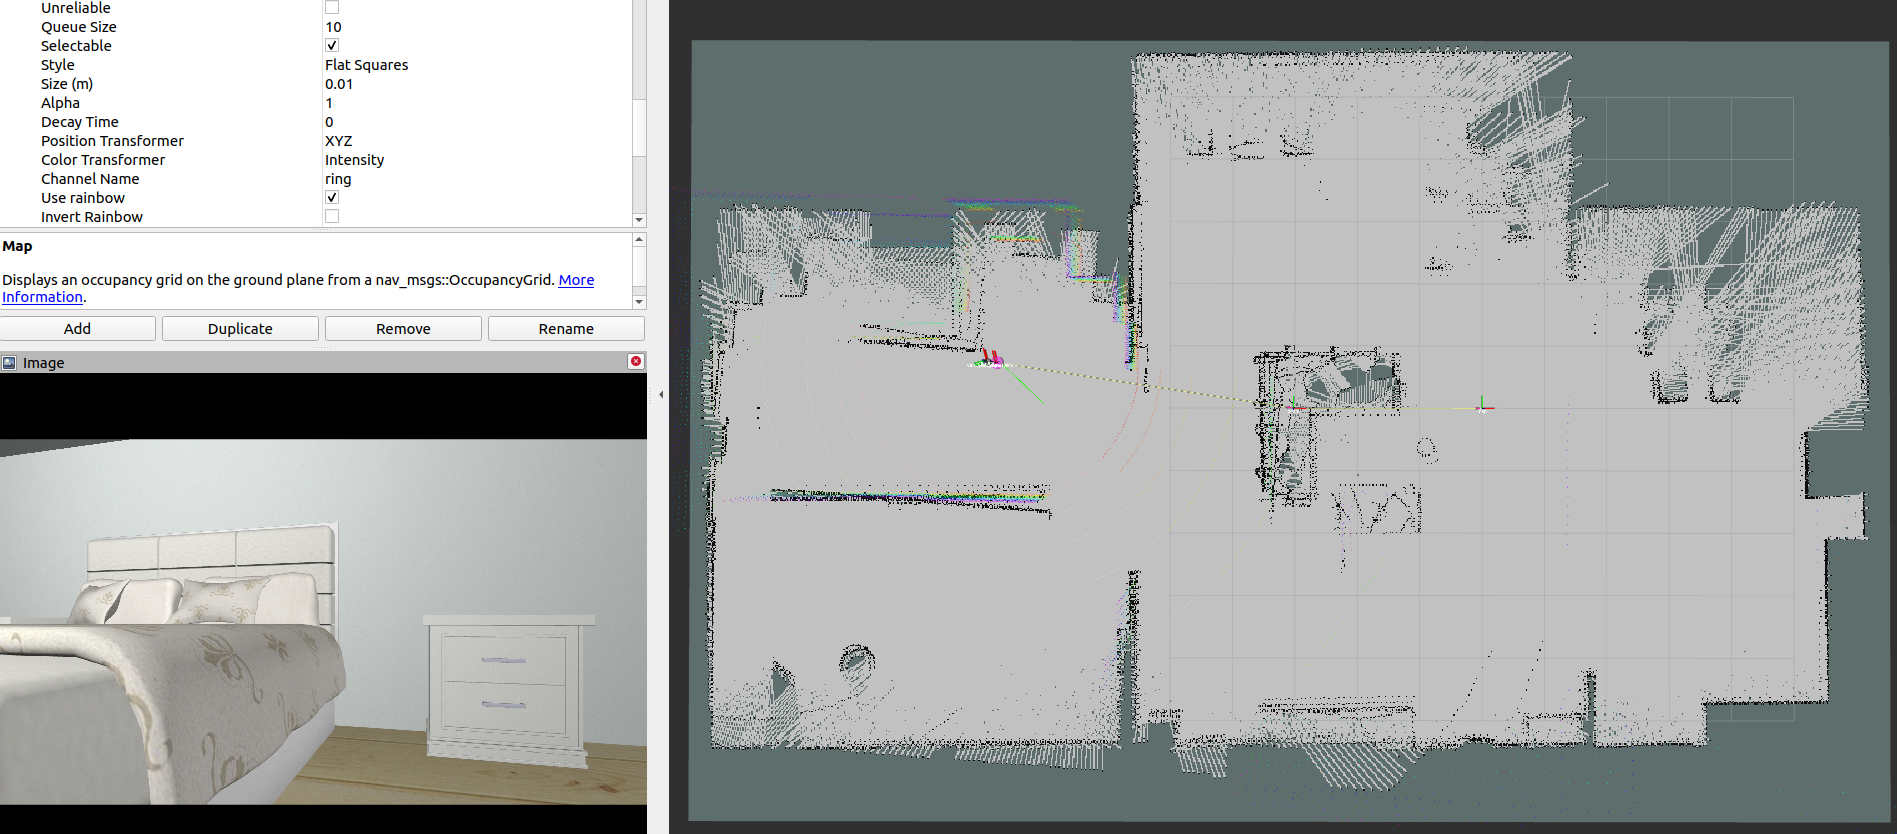 Unreliable
Queue Size 10
Selectable ✓
Style Flat Squares
Size (m) 0.01
Alpha 1
Decay Time 0
Position Transformer XYZ
Color Transformer Intensity
Channel Name ring
Use rainbow ✓
Invert Rainbow
Map
Displays an occupancy grid on the ground plane from a nav_msgs::OccupancyGrid. More
Information.
Add Duplicate Remove Rename
Image